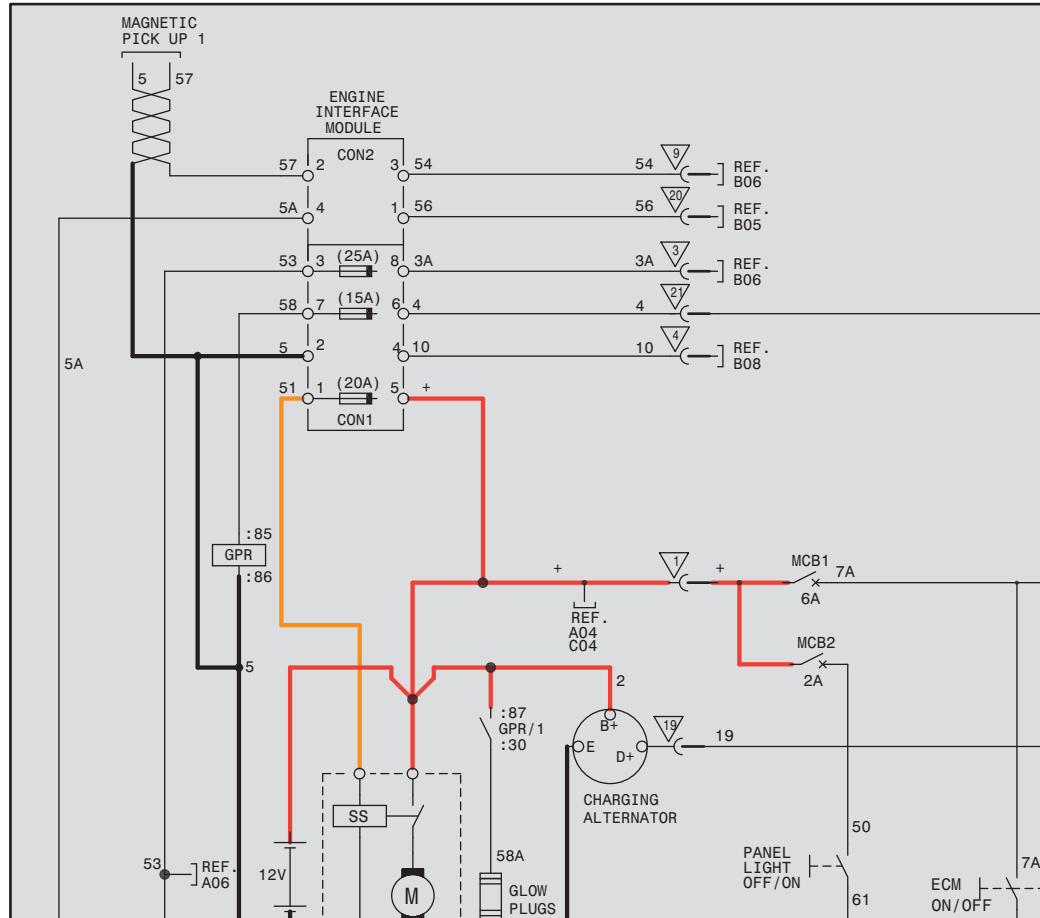 MAGNETIC
PICK UP 1
5 57
ENGINE
INTERFACE
MODULE
CON2
57 2 3 54 54 9 REF.
B06
5A 4 1 56 56 20 REF.
B05
53 3 (25A) 8 3A 3A 3 REF.
B06
58 7 (15A) 6 4 4 21
5 2 4 10 10 4 REF.
B08
5A
51 1 (20A) 5 +
CON1
:85
GPR
:86
+ 1 + MCB1 7A
6A
REF.
A04
C04
MCB2
2A
5
2
:87
GPR/1
:30
B+
E
D+
19 19
CHARGING
ALTERNATOR
SS
50
PANEL
LIGHT
OFF/ON
61
53 REF.
A06
12V
M
58A
GLOW
PLUGS
7A
ECM
ON/OFF